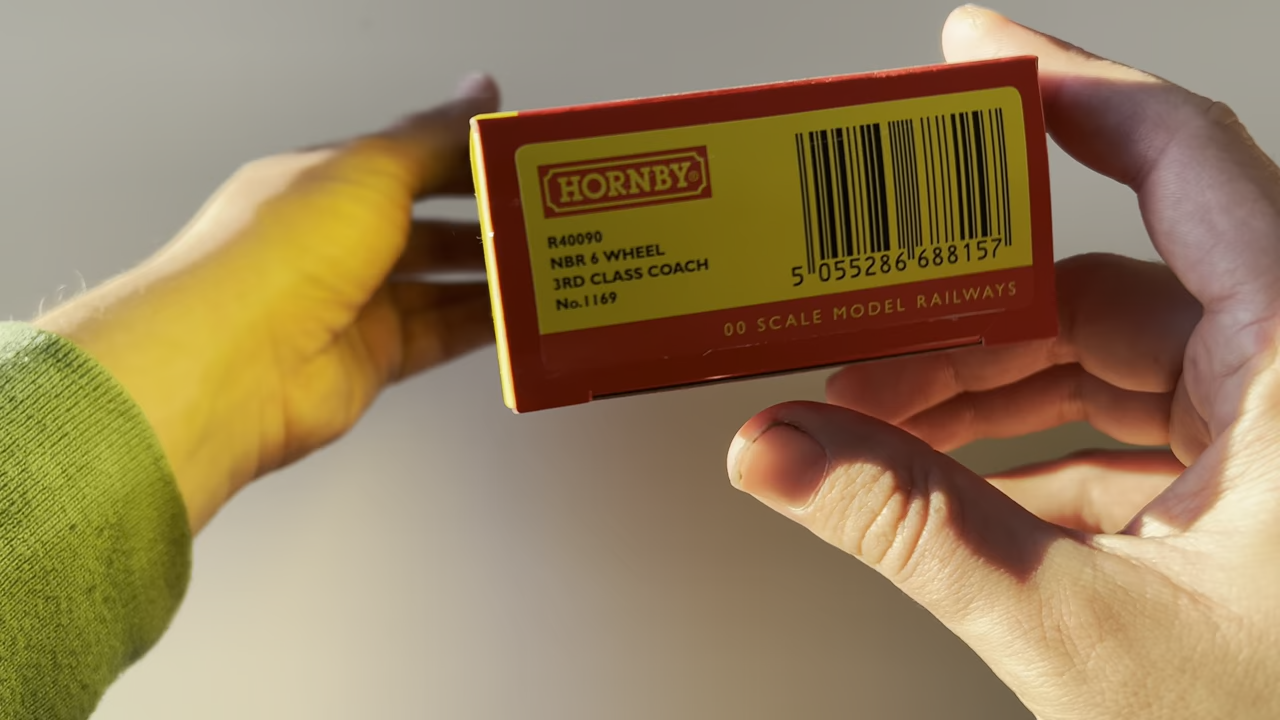 HORNBY®
R40090
NBR 6 WHEEL
3RD CLASS COACH
No.1169
5 055286 688157
00 SCALE MODEL RAILWAYS